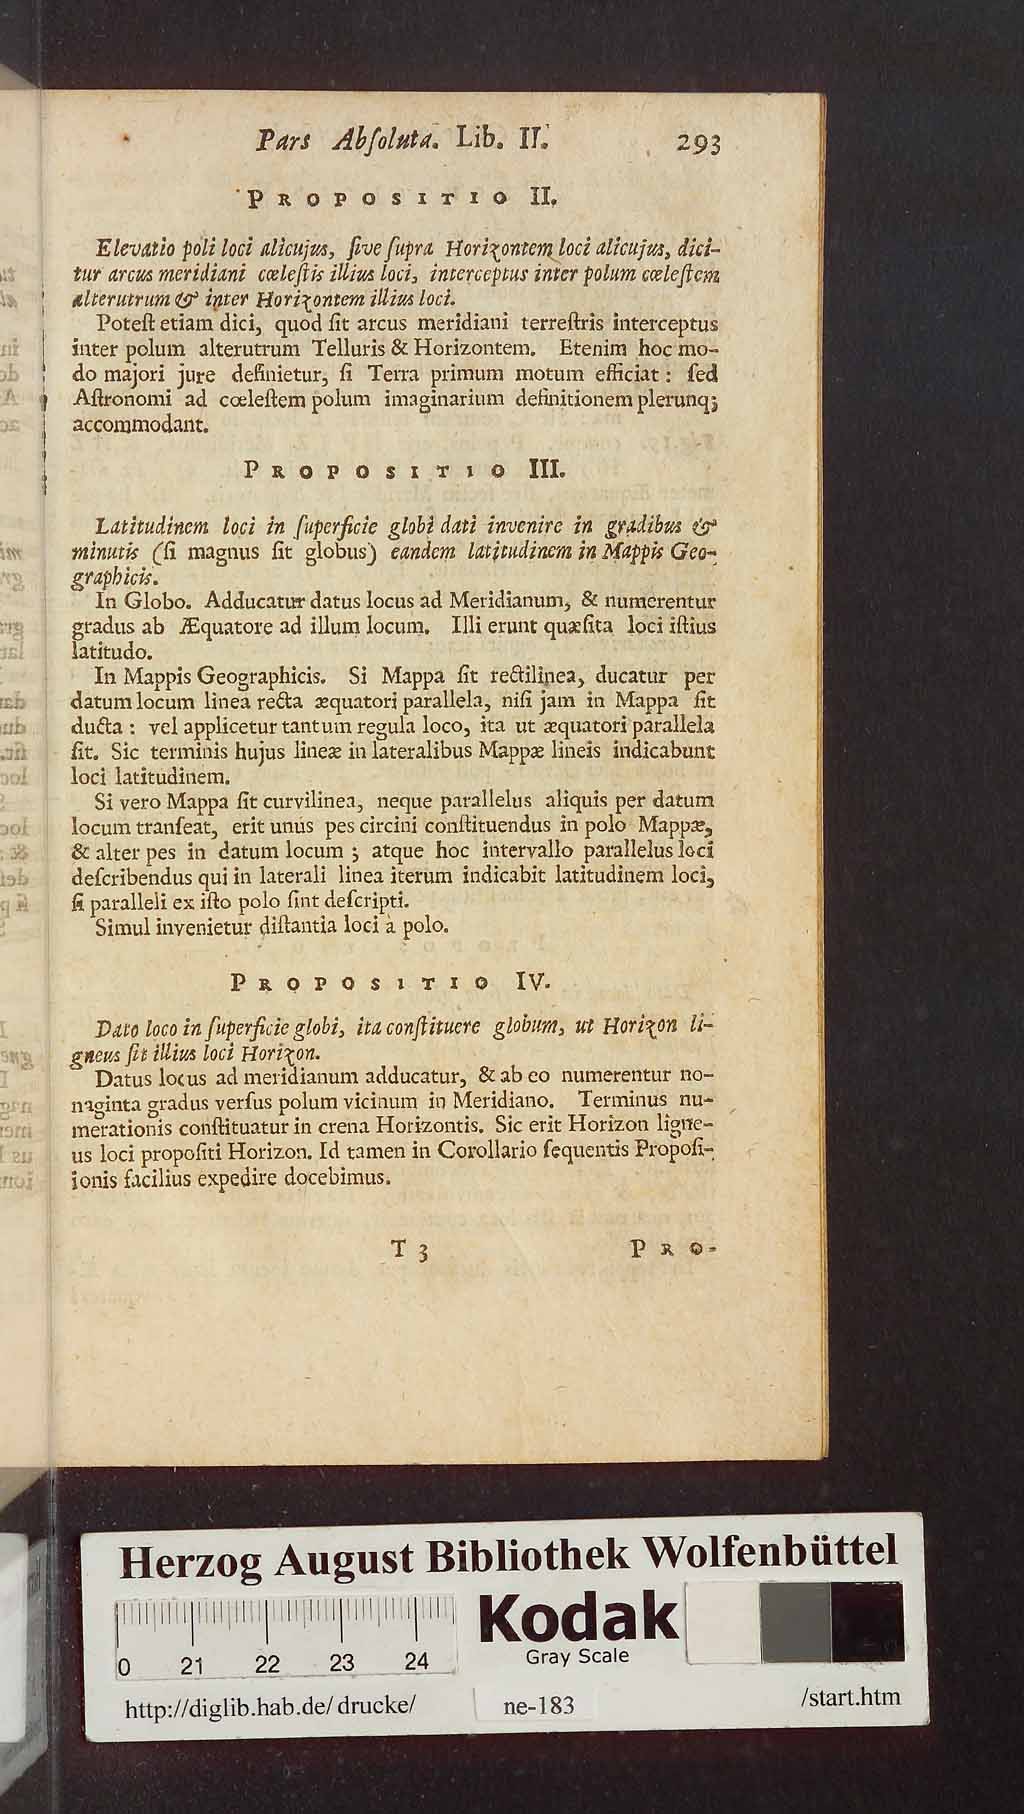 Pars Abſoluta. Lib. II. 293
PROPOSITIO II.
Elevatio poli loci alicujus, ſive ſupra Horizontem loci alicujus, dici-
tur arcus meridiani cœleſtis illius loci, interceptus inter polum cœleſtem
alterutrum & inter Horizontem illius loci.
Poteſt etiam dici, quod ſit arcus meridiani terreſtris interceptus
inter polum alterutrum Telluris & Horizontem. Etenim hoc mo-
do majori jure definietur, ſi Terra primum motum efficiat : ſed
Aſtronomi ad cœleſtem polum imaginarium definitionem plerunq;
accommodant.
PROPOSITIO III.
Latitudinem loci in ſuperficie globi dati invenire in gradibus &
minutis (ſi magnus ſit globus) eandem latitudinem in Mappis Geo-
graphicis.
In Globo. Adducatur datus locus ad Meridianum, & numerentur
gradus ab Æquatore ad illum locum. Illi erunt quæſita loci iſtius
latitudo.
In Mappis Geographicis. Si Mappa ſit rectilinea, ducatur per
datum locum linea recta æquatori parallela, niſi jam in Mappa ſit
ducta : vel applicetur tantum regula loco, ita ut æquatori parallela
ſit. Sic terminis hujus lineæ in lateralibus Mappæ lineis indicabunt
loci latitudinem.
Si vero Mappa ſit curvilinea, neque parallelus aliquis per datum
locum tranſeat, erit unus pes circini conſtituendus in polo Mappæ,
& alter pes in datum locum ; atque hoc intervallo parallelus loci
deſcribendus qui in laterali linea iterum indicabit latitudinem loci,
ſi paralleli ex iſto polo ſint deſcripti.
Simul invenietur diſtantia loci à polo.
PROPOSITIO IV.
Dato loco in ſuperficie globi, ita conſtituere globum, ut Horizon li-
gneus ſit illius loci Horizon.
Datus locus ad meridianum adducatur, & ab eo numerentur no-
naginta gradus verſus polum vicinum in Meridiano. Terminus nu-
merationis conſtituatur in crena Horizontis. Sic erit Horizon ligne-
us loci propoſiti Horizon. Id tamen in Corollario ſequentis Propoſi-
ionis facilius expedire docebimus.
T 3 PRO-
Herzog August Bibliothek Wolfenbüttel
Kodak
Gray Scale
0 21 22 23 24
http://diglib.hab.de/ drucke/ ne-183 /start.htm